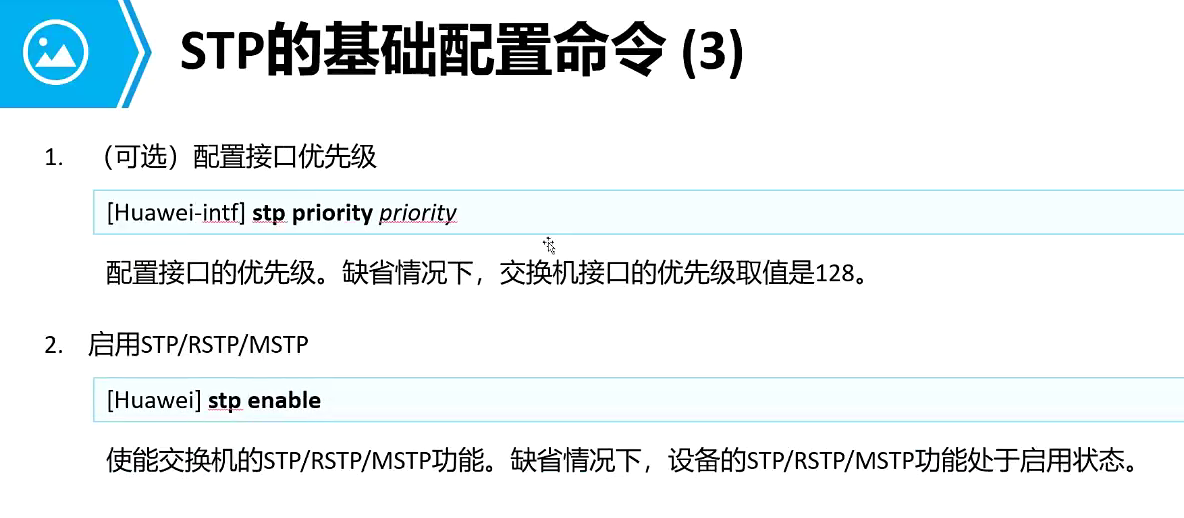 STP的基础配置命令 (3)
1. （可选）配置接口优先级
[Huawei-intf] stp priority priority
配置接口的优先级。缺省情况下，交换机接口的优先级取值是128。
2. 启用STP/RSTP/MSTP
[Huawei] stp enable
使能交换机的STP/RSTP/MSTP功能。缺省情况下，设备的STP/RSTP/MSTP功能处于启用状态。